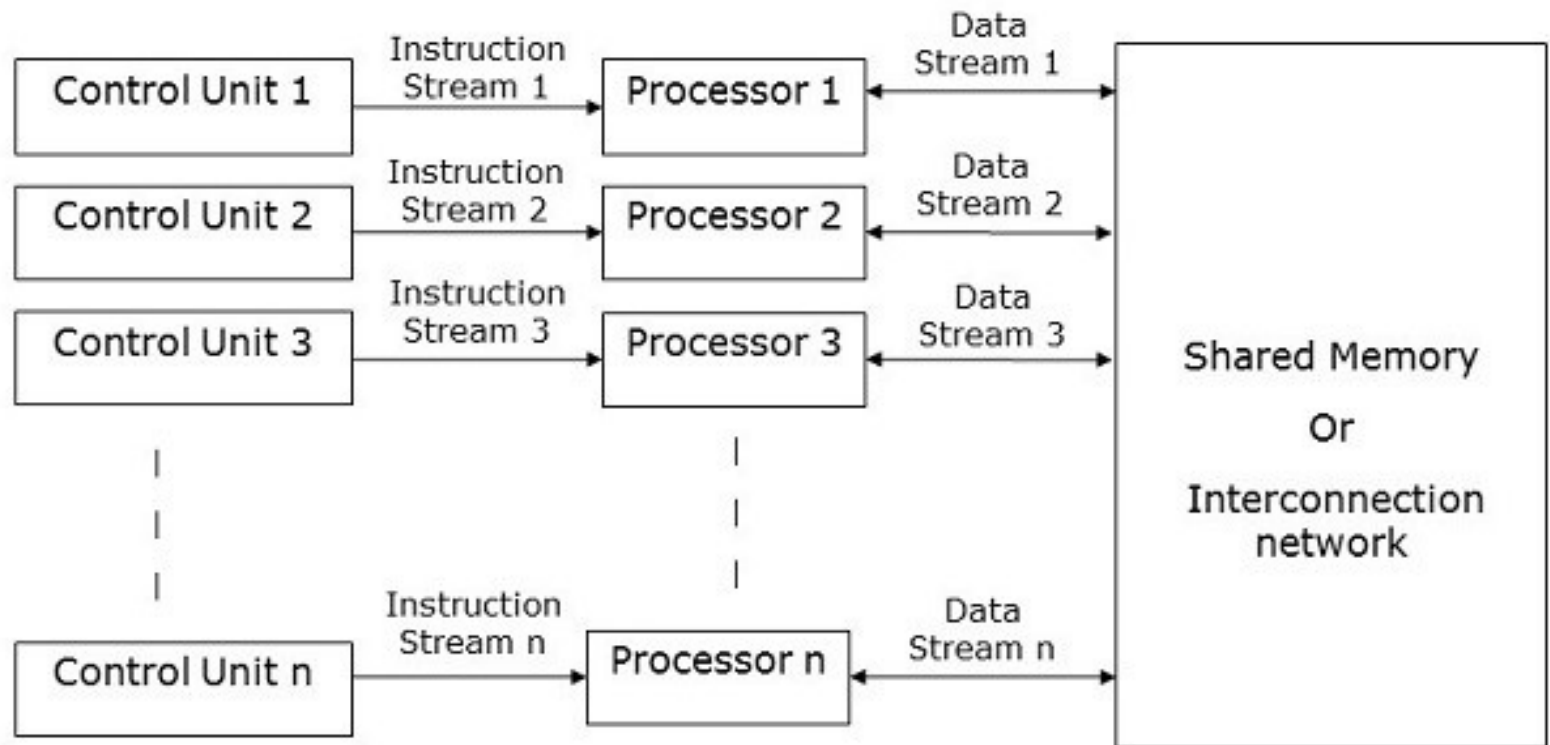 Control Unit 1
Instruction
Stream 1
Processor 1
Data
Stream 1
Control Unit 2
Instruction
Stream 2
Processor 2
Data
Stream 2
Control Unit 3
Instruction
Stream 3
Processor 3
Data
Stream 3
Control Unit n
Instruction
Stream n
Processor n
Data
Stream n
Shared Memory
Or
Interconnection
network